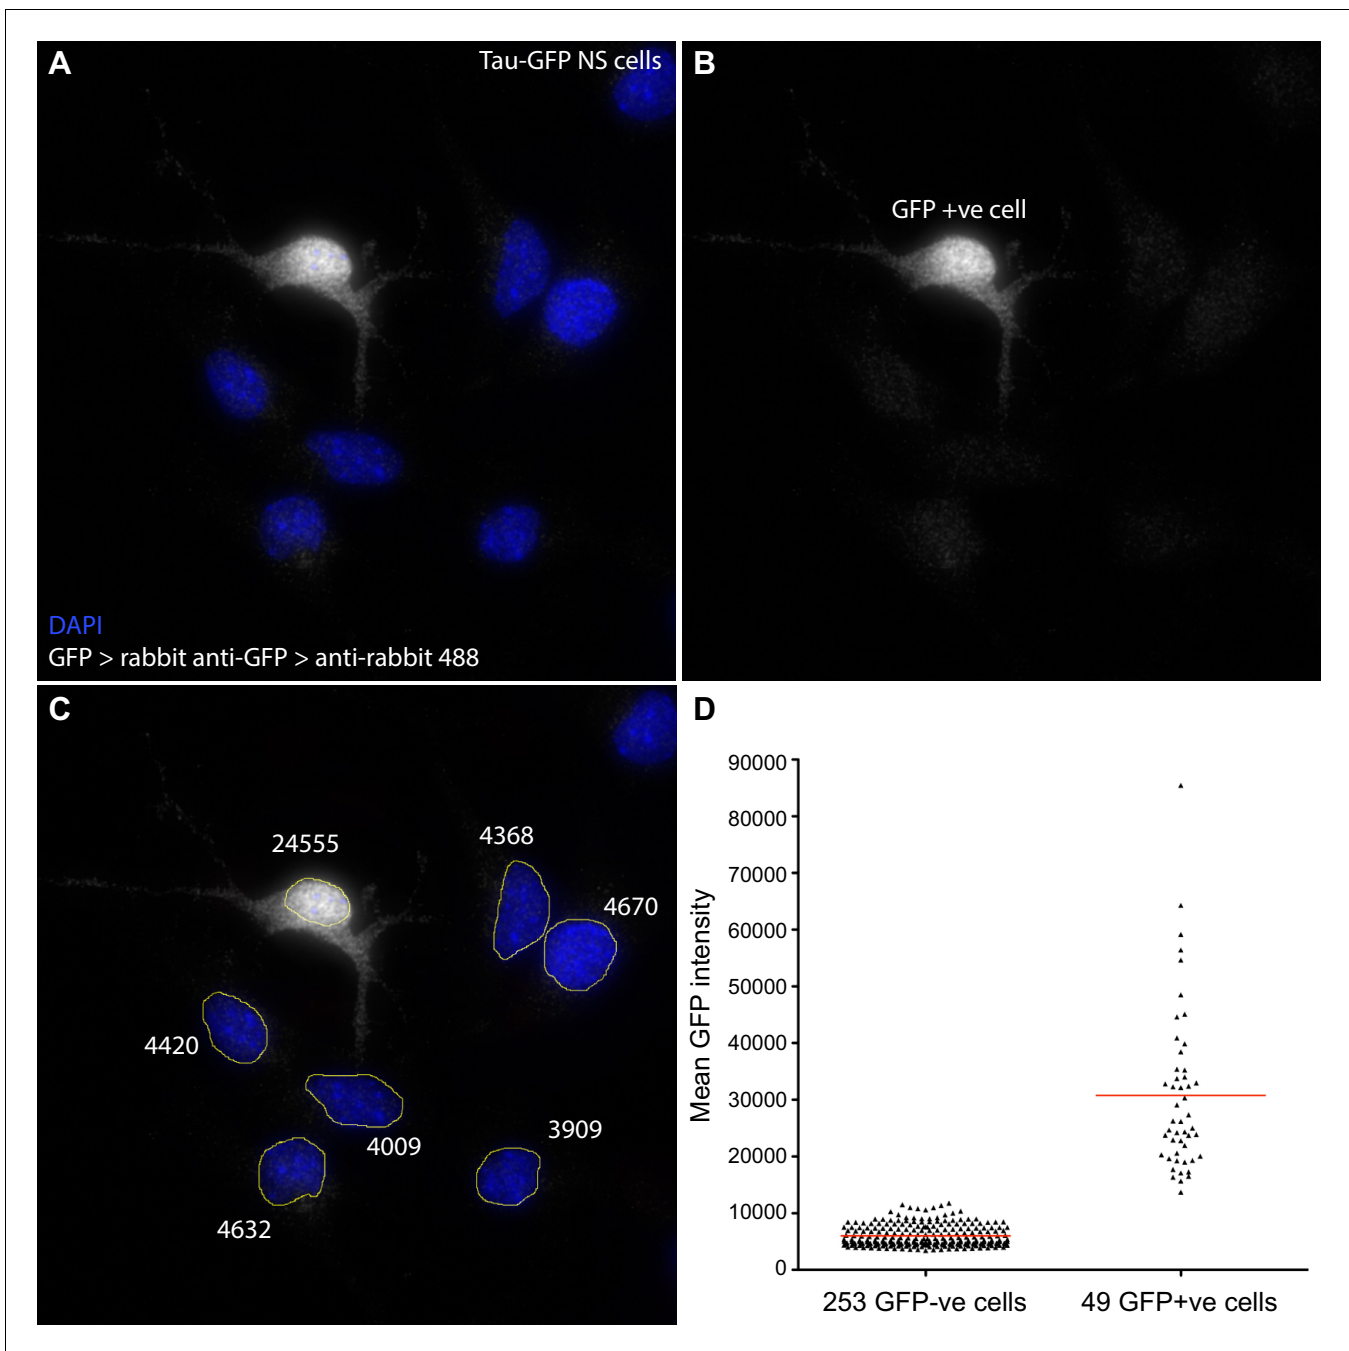 A
Tau-GFP NS cells
DAPI
GFP > rabbit anti-GFP > anti-rabbit 488
B
GFP +ve cell
C
24555
4368
4670
4420
4009
3909
4632
D
Mean GFP intensity
90000
80000
70000
60000
50000
40000
30000
20000
10000
0
253 GFP-ve cells
49 GFP+ve cells